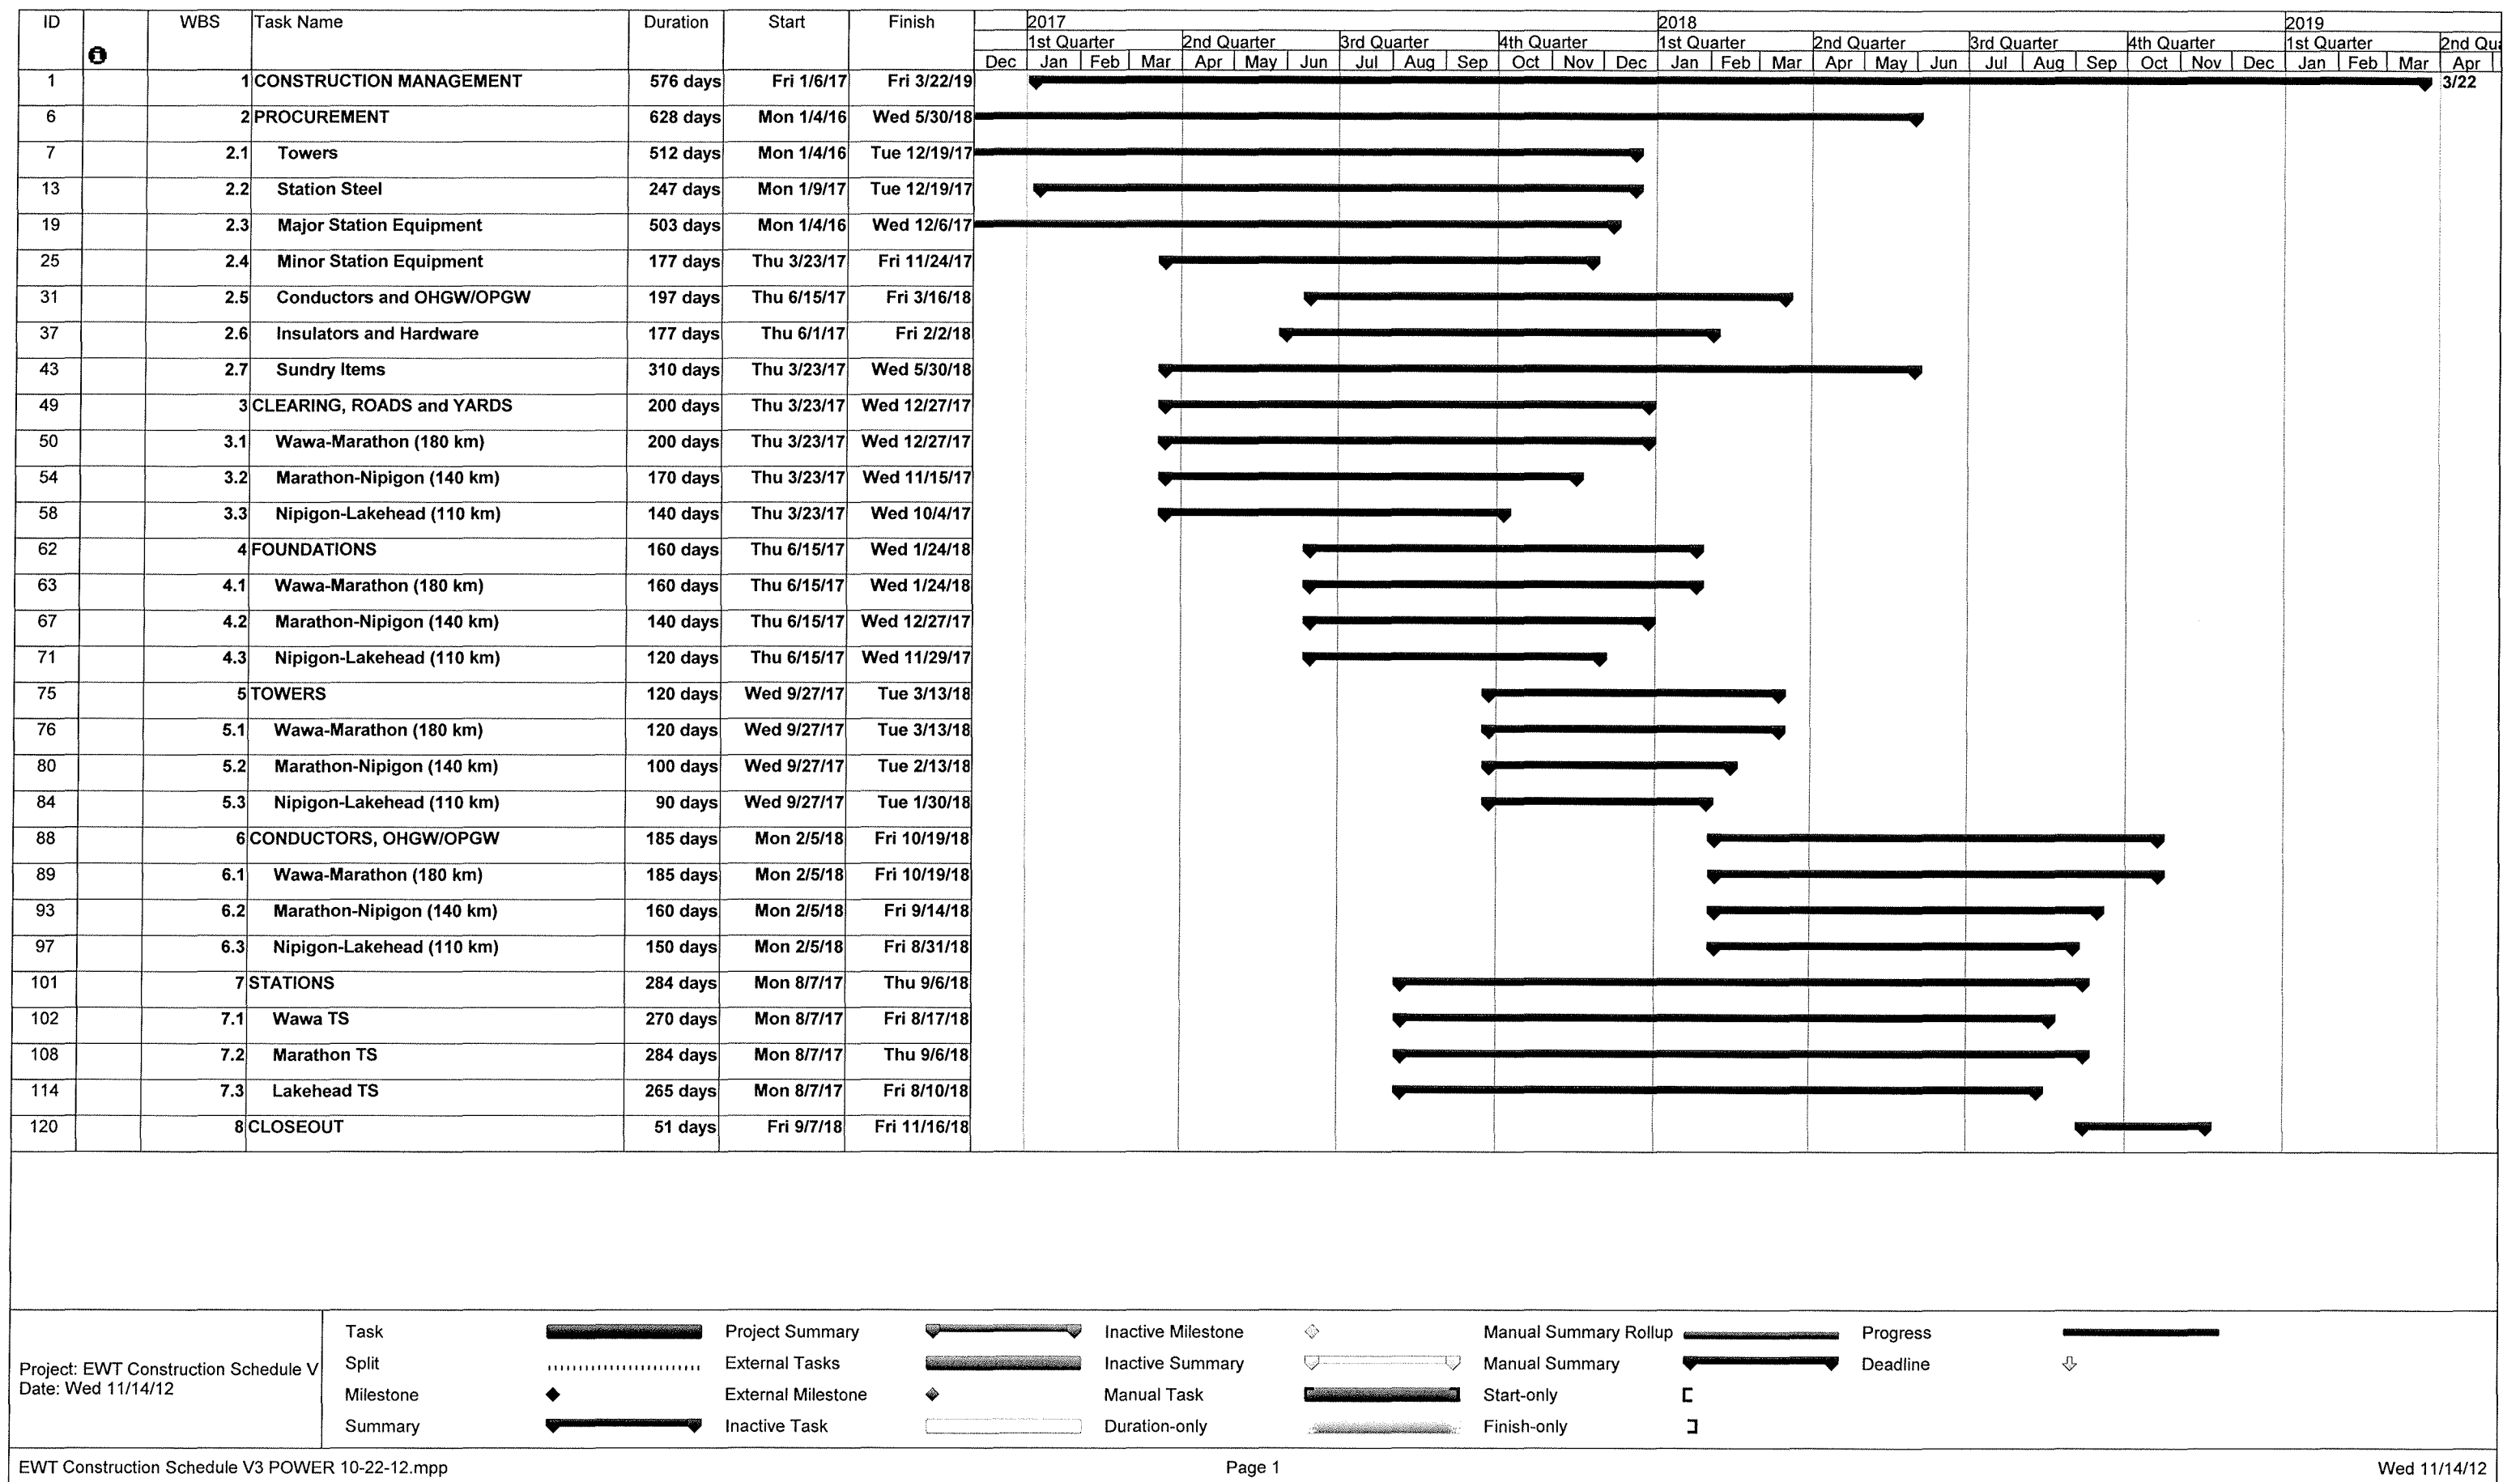 ID WBS Task Name Duration Start Finish 2017 2018 2019
1st Quarter 2nd Quarter 3rd Quarter 4th Quarter 1st Quarter 2nd Quarter 3rd Quarter 4th Quarter 1st Quarter 2nd Qu
Dec Jan Feb Mar Apr May Jun Jul Aug Sep Oct Nov Dec Jan Feb Mar Apr May Jun Jul Aug Sep Oct Nov Dec Jan Feb Mar Apr
1 1 CONSTRUCTION MANAGEMENT 576 days Fri 1/6/17 Fri 3/22/19 3/22
6 2 PROCUREMENT 628 days Mon 1/4/16 Wed 5/30/18
7 2.1 Towers 512 days Mon 1/4/16 Tue 12/19/17
13 2.2 Station Steel 247 days Mon 1/9/17 Tue 12/19/17
19 2.3 Major Station Equipment 503 days Mon 1/4/16 Wed 12/6/17
25 2.4 Minor Station Equipment 177 days Thu 3/23/17 Fri 11/24/17
31 2.5 Conductors and OHGW/OPGW 197 days Thu 6/15/17 Fri 3/16/18
37 2.6 Insulators and Hardware 177 days Thu 6/1/17 Fri 2/2/18
43 2.7 Sundry Items 310 days Thu 3/23/17 Wed 5/30/18
49 3 CLEARING, ROADS and YARDS 200 days Thu 3/23/17 Wed 12/27/17
50 3.1 Wawa-Marathon (180 km) 200 days Thu 3/23/17 Wed 12/27/17
54 3.2 Marathon-Nipigon (140 km) 170 days Thu 3/23/17 Wed 11/15/17
58 3.3 Nipigon-Lakehead (110 km) 140 days Thu 3/23/17 Wed 10/4/17
62 4 FOUNDATIONS 160 days Thu 6/15/17 Wed 1/24/18
63 4.1 Wawa-Marathon (180 km) 160 days Thu 6/15/17 Wed 1/24/18
67 4.2 Marathon-Nipigon (140 km) 140 days Thu 6/15/17 Wed 12/27/17
71 4.3 Nipigon-Lakehead (110 km) 120 days Thu 6/15/17 Wed 11/29/17
75 5 TOWERS 120 days Wed 9/27/17 Tue 3/13/18
76 5.1 Wawa-Marathon (180 km) 120 days Wed 9/27/17 Tue 3/13/18
80 5.2 Marathon-Nipigon (140 km) 100 days Wed 9/27/17 Tue 2/13/18
84 5.3 Nipigon-Lakehead (110 km) 90 days Wed 9/27/17 Tue 1/30/18
88 6 CONDUCTORS, OHGW/OPGW 185 days Mon 2/5/18 Fri 10/19/18
89 6.1 Wawa-Marathon (180 km) 185 days Mon 2/5/18 Fri 10/19/18
93 6.2 Marathon-Nipigon (140 km) 160 days Mon 2/5/18 Fri 9/14/18
97 6.3 Nipigon-Lakehead (110 km) 150 days Mon 2/5/18 Fri 8/31/18
101 7 STATIONS 284 days Mon 8/7/17 Thu 9/6/18
102 7.1 Wawa TS 270 days Mon 8/7/17 Fri 8/17/18
108 7.2 Marathon TS 284 days Mon 8/7/17 Thu 9/6/18
114 7.3 Lakehead TS 265 days Mon 8/7/17 Fri 8/10/18
120 8 CLOSEOUT 51 days Fri 9/7/18 Fri 11/16/18
Project: EWT Construction Schedule V
Date: Wed 11/14/12
Task Project Summary Inactive Milestone Manual Summary Rollup Progress
Split External Tasks Inactive Summary Manual Summary Deadline
Milestone External Milestone Manual Task Start-only
Summary Inactive Task Duration-only Finish-only
EWT Construction Schedule V3 POWER 10-22-12.mpp Page 1 Wed 11/14/12